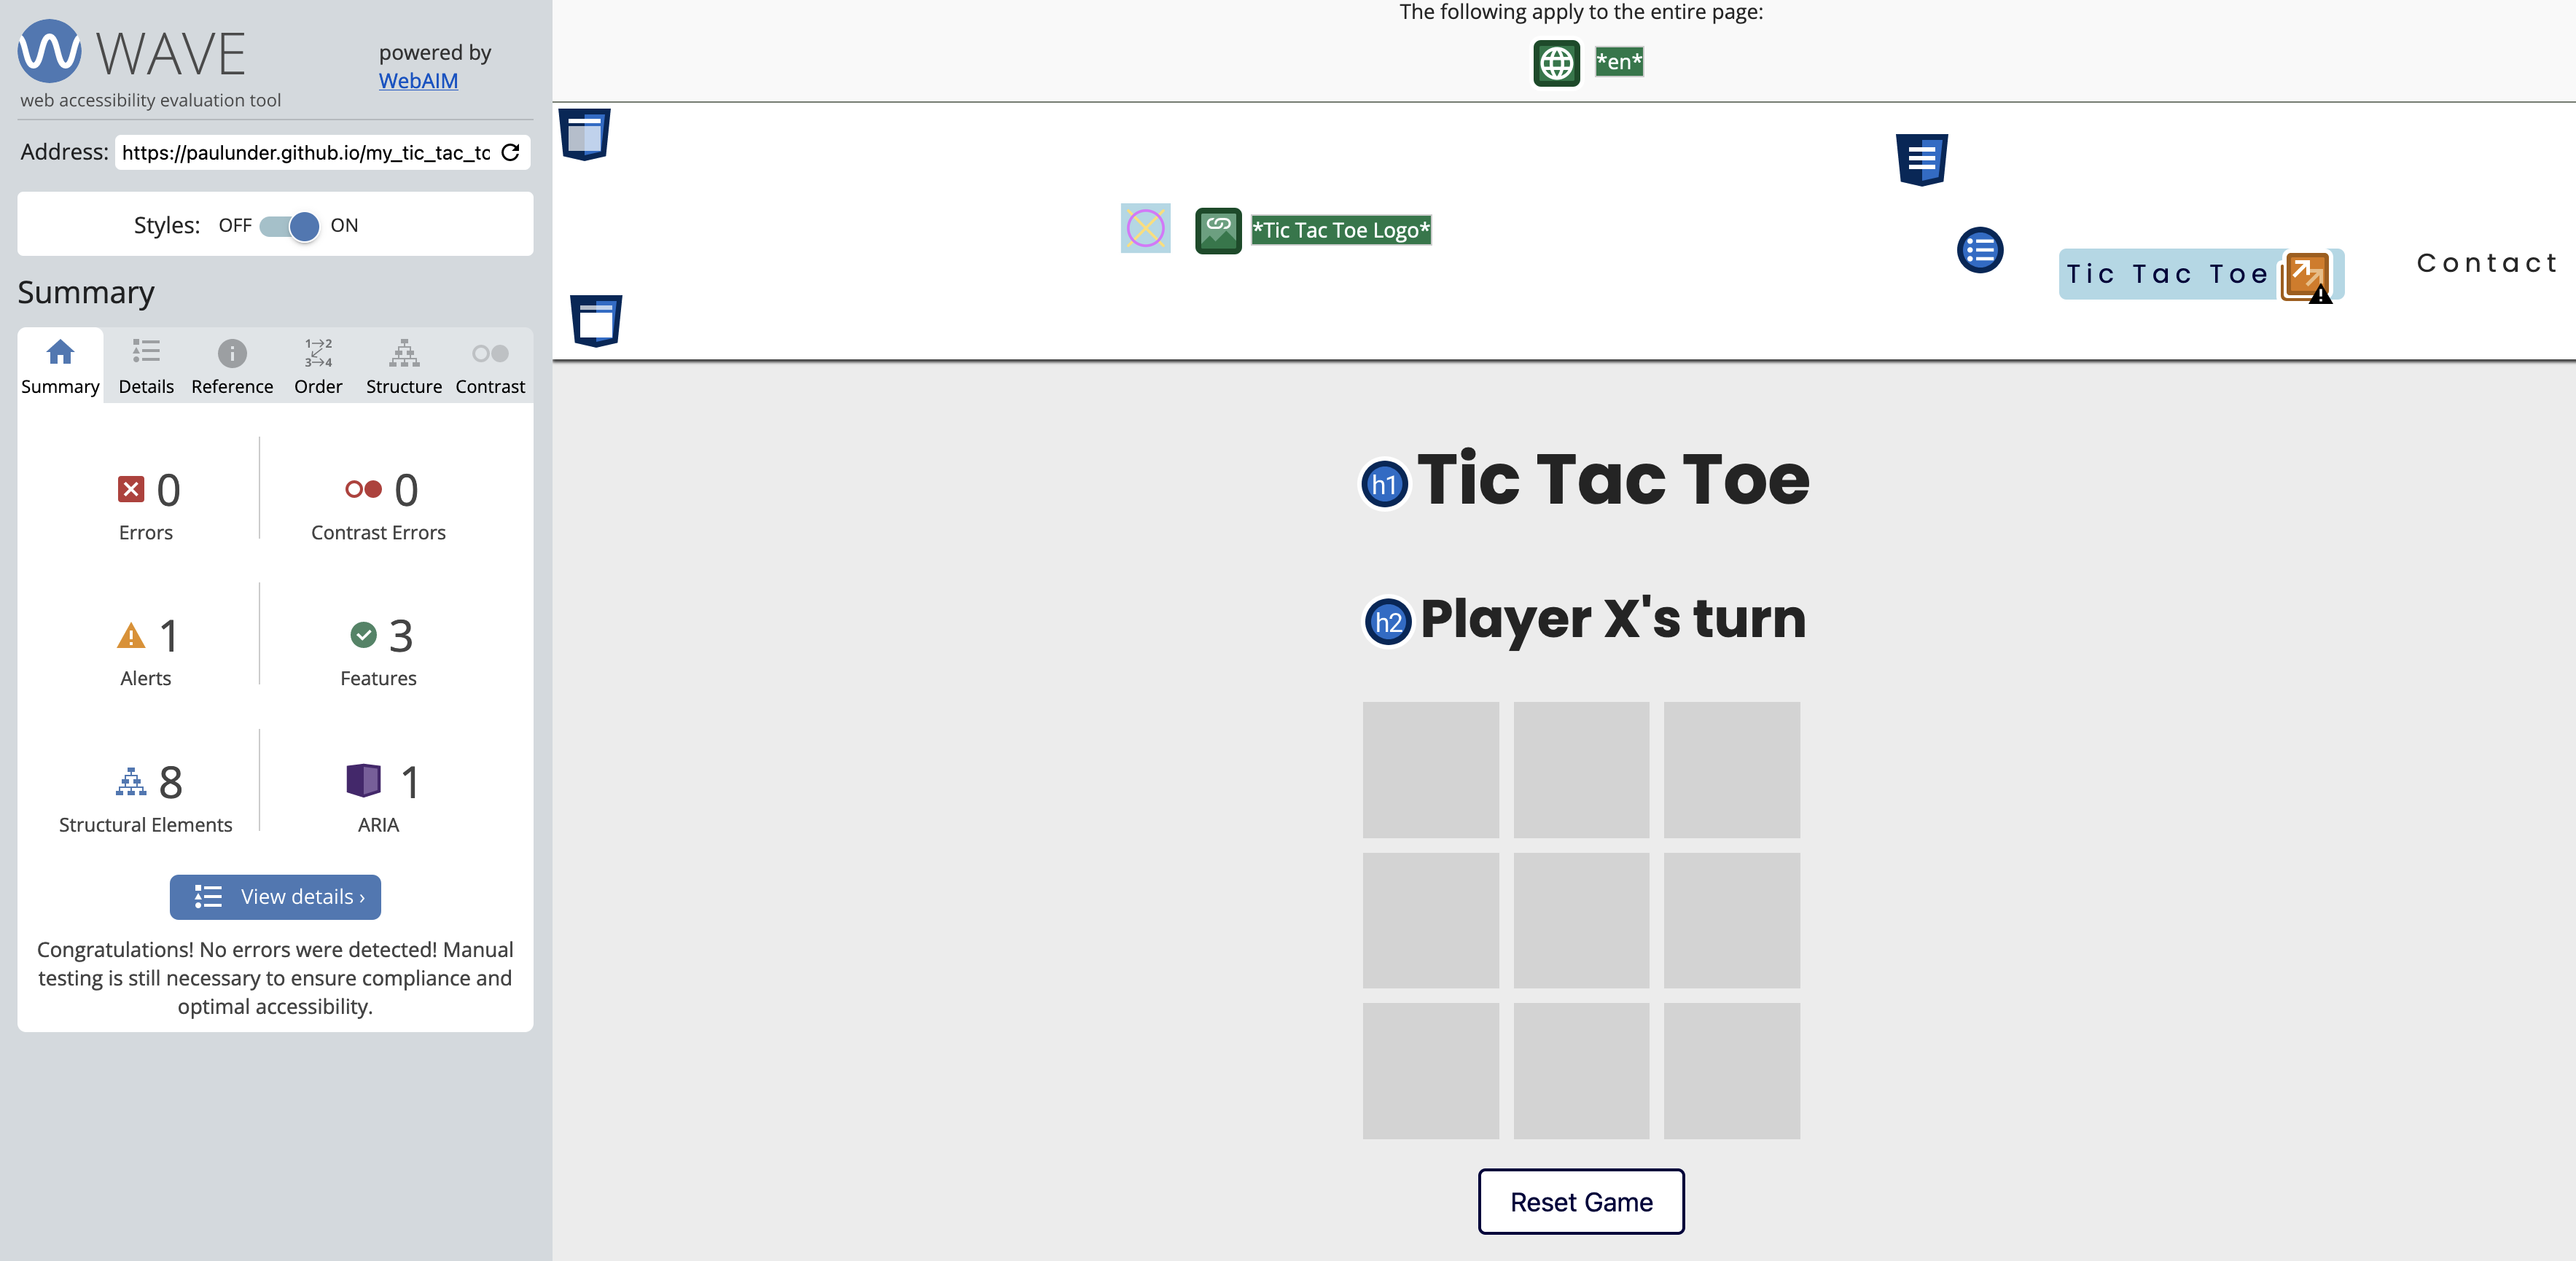 WAVE
powered by
WebAIM
web accessibility evaluation tool
Address: https://paulunder.github.io/my_tic_tac_tc
Styles: OFF ON
Summary
1→2
3→4
Summary Details Reference Order Structure Contrast
0
Errors
0
Contrast Errors
1
Alerts
3
Features
8
Structural Elements
1
ARIA
View details ›
Congratulations! No errors were detected! Manual
testing is still necessary to ensure compliance and
optimal accessibility.
The following apply to the entire page:
*en*
*Tic Tac Toe Logo*
Tic Tac Toe
Contact
h1 Tic Tac Toe
h2 Player X's turn
Reset Game